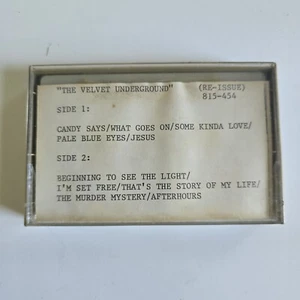 "THE VELVET UNDERGROUND" (RE-ISSUE)
815-454
SIDE 1:
CANDY SAYS/WHAT GOES ON/SOME KINDA LOVE/
PALE BLUE EYES/JESUS
SIDE 2:
BEGINNING TO SEE THE LIGHT/
I'M SET FREE/THAT'S THE STORY OF MY LIFE/
THE MURDER MYSTERY/AFTERHOURS